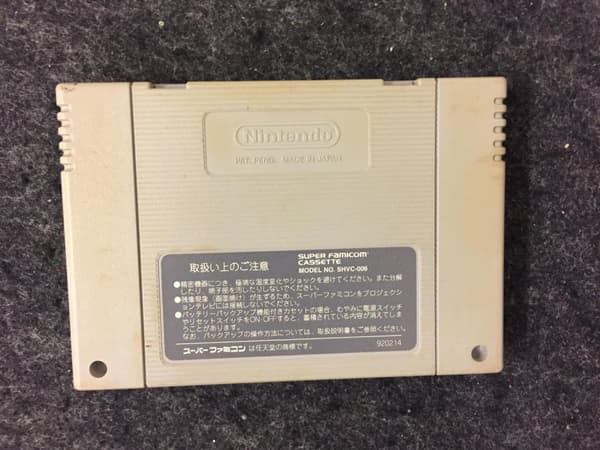 Nintendo
PAT. PEND. MADE IN JAPAN
取扱い上のご注意
SUPER FAMICOM
CASSETTE
MODEL NO. SHVC-006
●精密機器につき、極端な温度変化やショックを避けてください。また分解
したり、端子部を汚したりしないでください。
●残像現象（画面焼け）が生ずるため、スーパーファミコンをプロジェクシ
ョンテレビには接続しないでください。
●バッテリーバックアップ機能付きカセットの場合、むやみに電源スイッチ
やリセットスイッチをON・OFFすると、蓄積されている内容が消えてしま
うことがあります。
なお、バックアップの操作方法については、取扱説明書をご参照ください。
スーパーファミコンは任天堂の商標です。
920214